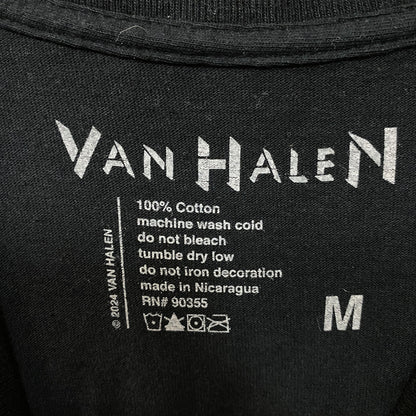 VAN HALEN
100% Cotton
machine wash cold
do not bleach
tumble dry low
do not iron decoration
made in Nicaragua
RN# 90355
© 2024 VAN HALEN
M